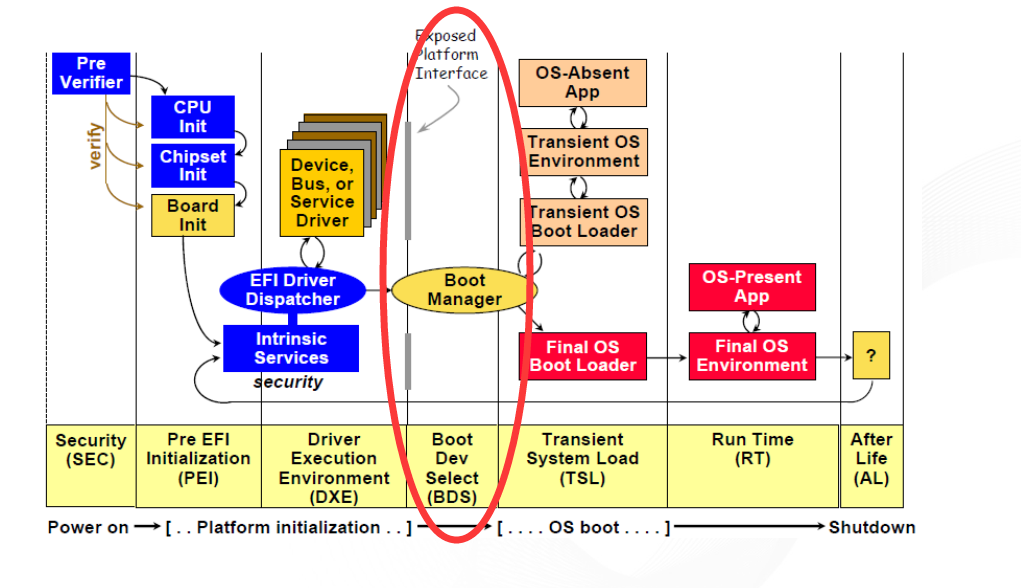 Exposed
Platform
Interface
Pre
Verifier
verify
CPU
Init
Chipset
Init
Board
Init
Device,
Bus, or
Service
Driver
EFI Driver
Dispatcher
Intrinsic
Services
security
Boot
Manager
OS-Absent
App
Transient OS
Environment
Transient OS
Boot Loader
Final OS
Boot Loader
OS-Present
App
Final OS
Environment
?
Security
(SEC)
Pre EFI
Initialization
(PEI)
Driver
Execution
Environment
(DXE)
Boot
Dev
Select
(BDS)
Transient
System Load
(TSL)
Run Time
(RT)
After
Life
(AL)
Power on [ . . Platform initialization . . ] [ . . . . OS boot . . . . ] Shutdown